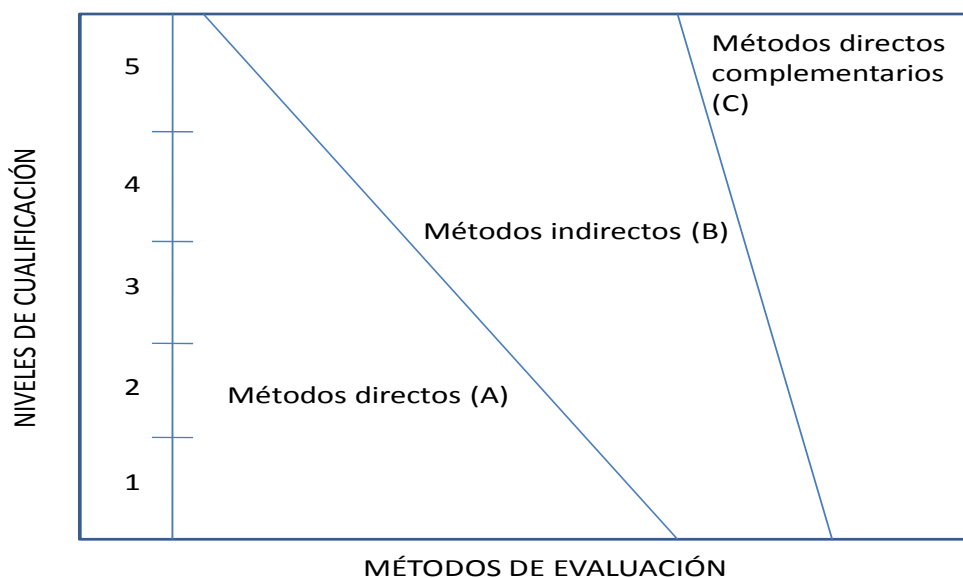 NIVELES DE CUALIFICACIÓN
5
4
3
2
1
Métodos directos
complementarios
(C)
Métodos indirectos (B)
Métodos directos (A)
MÉTODOS DE EVALUACIÓN